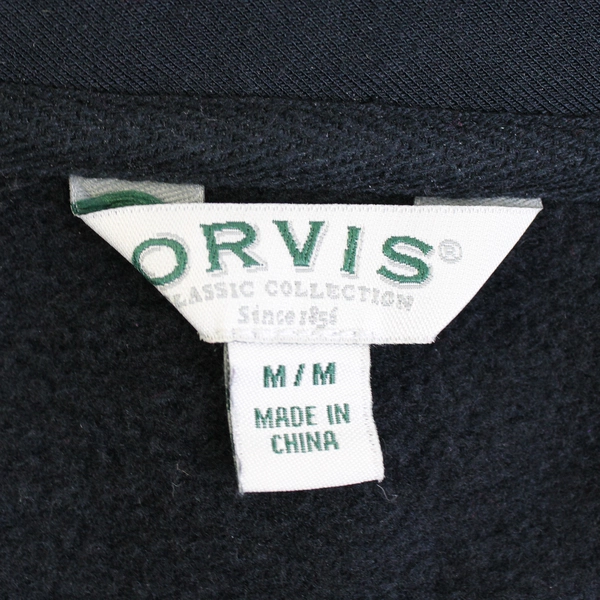 ORVIS®
CLASSIC COLLECTION
Since 1856
M/M
MADE IN
CHINA